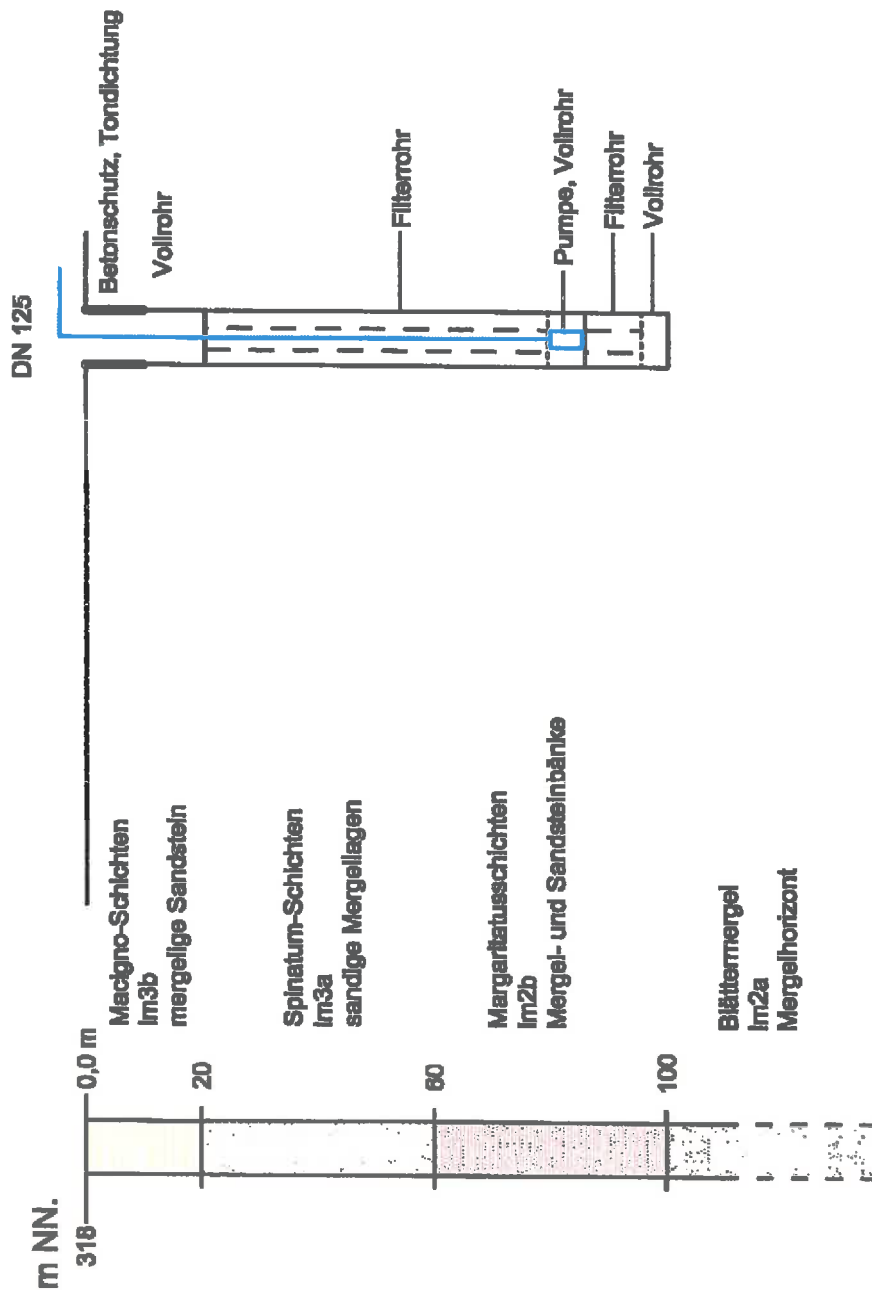 m NN.
318
0,0 m
Macigno-Schichten
lm3b
mergelige Sandstein
20
Spinatum-Schichten
lm3a
sandige Mergellagen
60
Margaritatusschichten
lm2b
Mergel- und Sandsteinbänke
100
Blättermergel
lm2a
Mergelhorizont
DN 125
Betonschutz, Tondichtung
Vollrohr
Filterrohr
Pumpe, Vollrohr
Filterrohr
Vollrohr